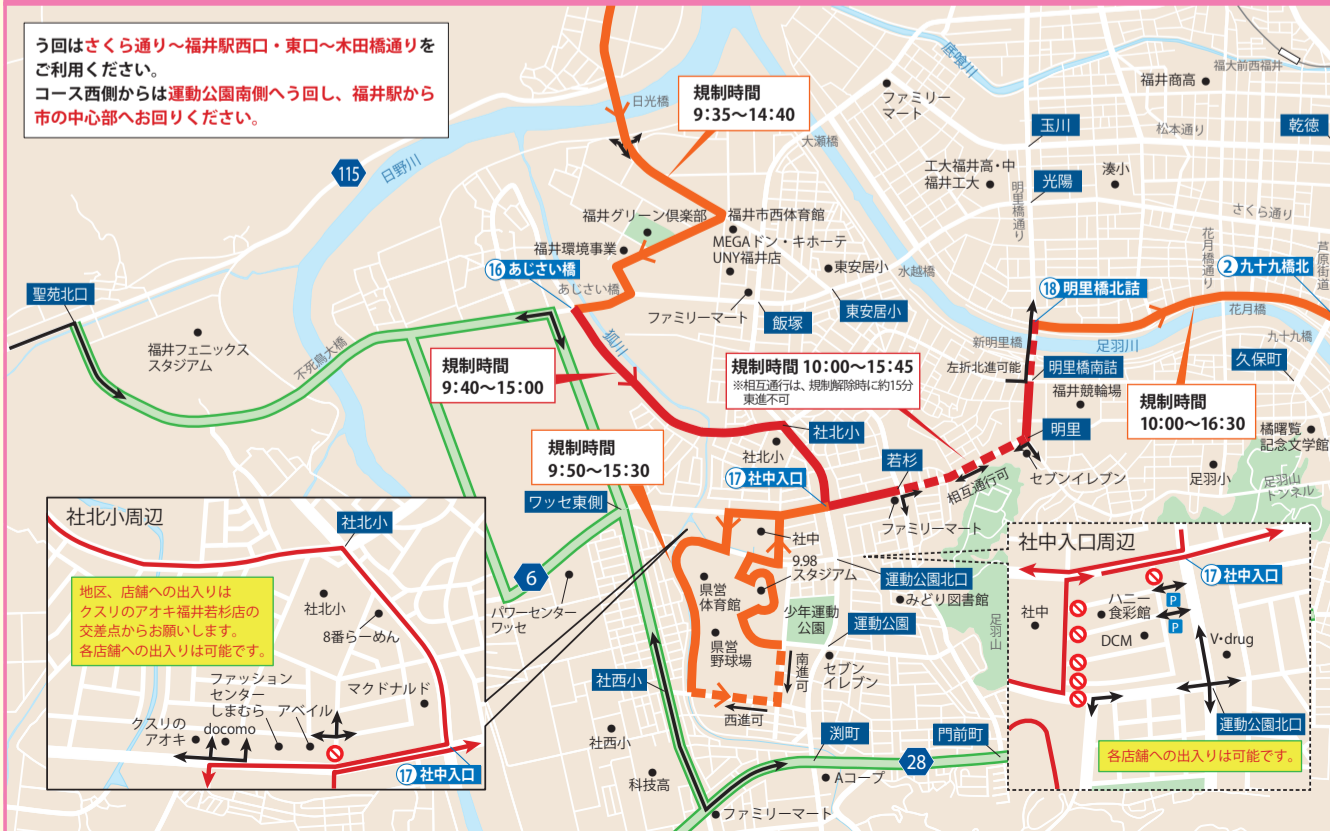 う回はさくら通り〜福井駅西口・東口〜木田橋通りを
ご利用ください。
コース西側からは運動公園南側へう回し、福井駅から
市の中心部へお回りください。
規制時間
9:35〜14:40
日光橋
底喰川
ファミリー
マート
福井商高
福大前西福井
大瀬橋
玉川
松本通り
乾徳
115
日野川
工大福井高・中
福井工大
光陽
湊小
明里橋通り
さくら通り
福井グリーン倶楽部
福井市西体育館
MEGAドン・キホーテ
UNY福井店
福井環境事業
東安居小
水越橋
花月橋通り
芦原街道
16 あじさい橋
あじさい橋
2 九十九橋北
18 明里橋北詰
聖苑北口
ファミリーマート
飯塚
東安居小
花月橋
福井フェニックス
スタジアム
不死鳥大橋
狐川
新明里橋
足羽川
九十九橋
規制時間
9:40〜15:00
規制時間 10:00〜15:45
※相互通行は、規制解除時に約15分
東進不可
左折北進可能
明里橋南詰
久保町
福井競輪場
規制時間
10:00〜16:30
規制時間
9:50〜15:30
社北小
社北小
明里
橘曙覧
記念文学館
17 社中入口
若杉
相互通行可
セブンイレブン
足羽小
足羽山
トンネル
ワッセ東側
ファミリーマート
社中
9.98
スタジアム
運動公園北口
6
パワーセンター
ワッセ
県営
体育館
みどり図書館
少年運動
公園
運動公園
足羽山
県営
野球場
南進可
セブン
イレブン
社西小
西進可
社西小
渕町
門前町
28
科技高
Aコープ
ファミリーマート
社北小周辺
社北小
地区、店舗への出入りは
クスリのアオキ福井若杉店の
交差点からお願いします。
各店舗への出入りは可能です。
社北小
8番らーめん
ファッション
センター
しまむら
アベイル
マクドナルド
クスリの
アオキ
docomo
17 社中入口
社中入口周辺
17 社中入口
社中
ハニー
食彩館
P
P
DCM
V・drug
運動公園北口
各店舗への出入りは可能です。